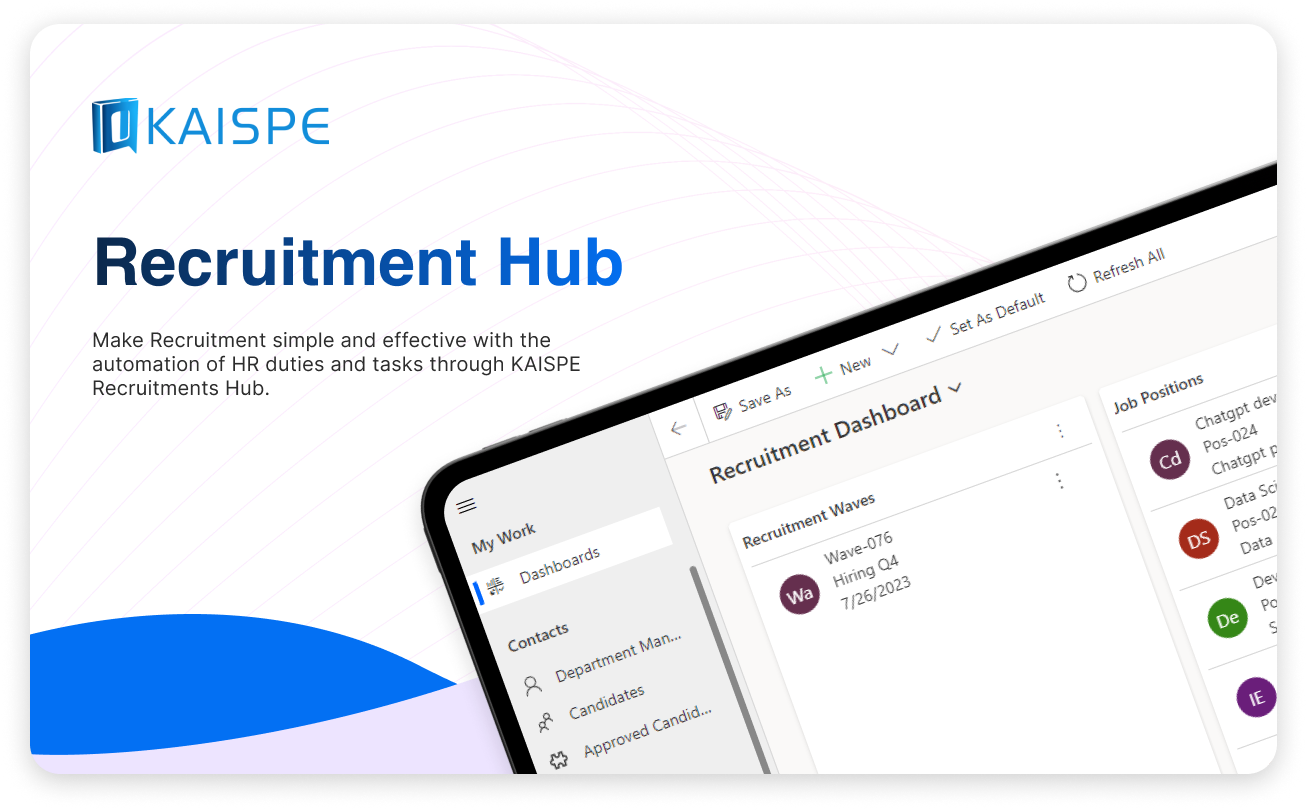 KAISPE
Recruitment Hub
Make Recruitment simple and effective with the
automation of HR duties and tasks through KAISPE
Recruitments Hub.
Save As
New
Set As Default
Refresh All
Recruitment Dashboard
My Work
Dashboards
Contacts
Department Man...
Candidates
Approved Candid...
Recruitment Waves
Wa
Wave-076
Hiring Q4
7/26/2023
Job Positions
Cd
Chatgpt dev
Pos-024
Chatgpt p
DS
Data Sci
Pos-02
Data
De
Dev
Po
S
IE